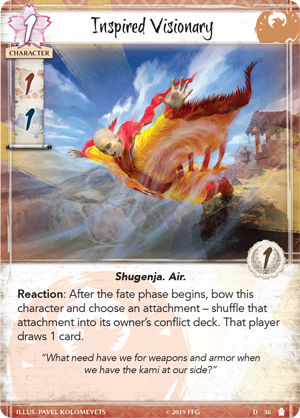 1
Inspired Visionary
CHARACTER
1
1
1
Shugenja. Air.
Reaction: After the fate phase begins, bow this
character and choose an attachment – shuffle that
attachment into its owner's conflict deck. That player
draws 1 card.
"What need have we for weapons and armor when
we have the kami at our side?"
ILLUS. PAVEL KOLOMEYETS
© 2019 FFG
D 36